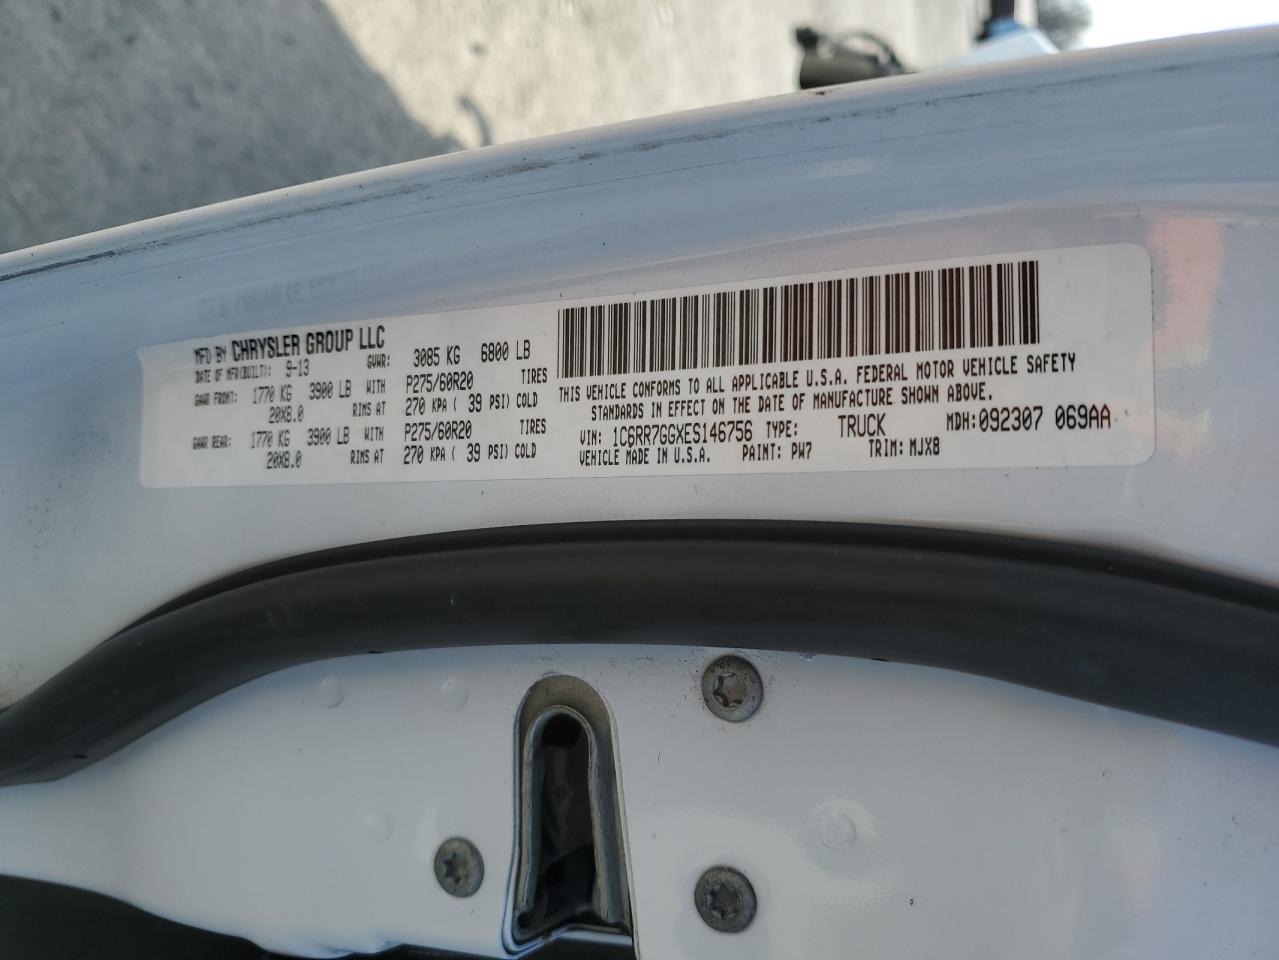 MFD BY CHRYSLER GROUP LLC
DATE OF MFR(BUILT): 9-13 GVWR: 3085 KG 6800 LB
GAWR FRONT: 1770 KG 3900 LB WITH P275/60R20 TIRES
20X8.0 RIMS AT 270 KPA ( 39 PSI) COLD
GAWR REAR: 1770 KG 3900 LB WITH P275/60R20 TIRES
20X8.0 RIMS AT 270 KPA ( 39 PSI) COLD
THIS VEHICLE CONFORMS TO ALL APPLICABLE U.S.A. FEDERAL MOTOR VEHICLE SAFETY
STANDARDS IN EFFECT ON THE DATE OF MANUFACTURE SHOWN ABOVE.
VIN: 1C6RR7GGXES146756 TYPE: TRUCK MDH: 092307 069AA
VEHICLE MADE IN U.S.A. PAINT: PW7 TRIM: MJX8